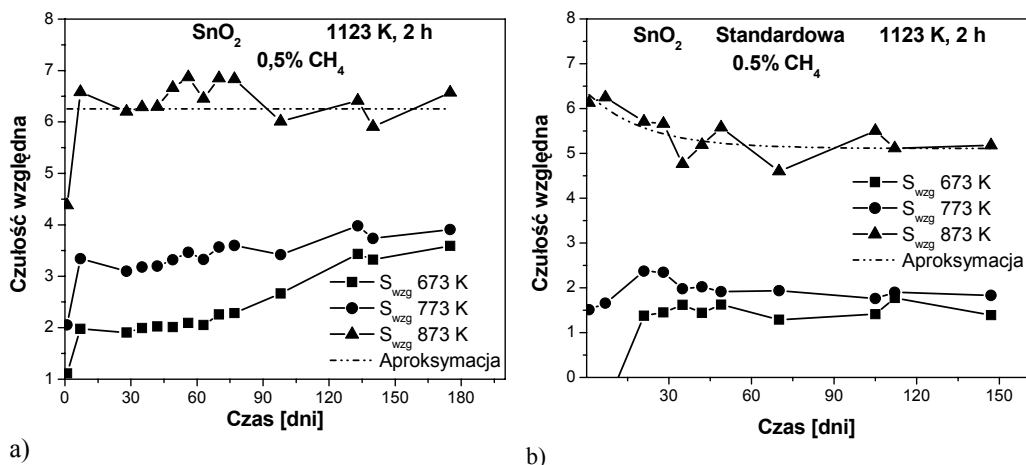 SnO2 1123 K, 2 h
0,5% CH4
Czułość względna
8
7
6
5
4
3
2
1
Swzg 673 K
Swzg 773 K
Swzg 873 K
Aproksymacja
0 30 60 90 120 150 180
Czas [dni]
a)
SnO2 Standardowa 1123 K, 2 h
0.5% CH4
Czułość względna
8
7
6
5
4
3
2
1
0
Swzg 673 K
Swzg 773 K
Swzg 873 K
Aproksymacja
0 30 60 90 120 150
Czas [dni]
b)